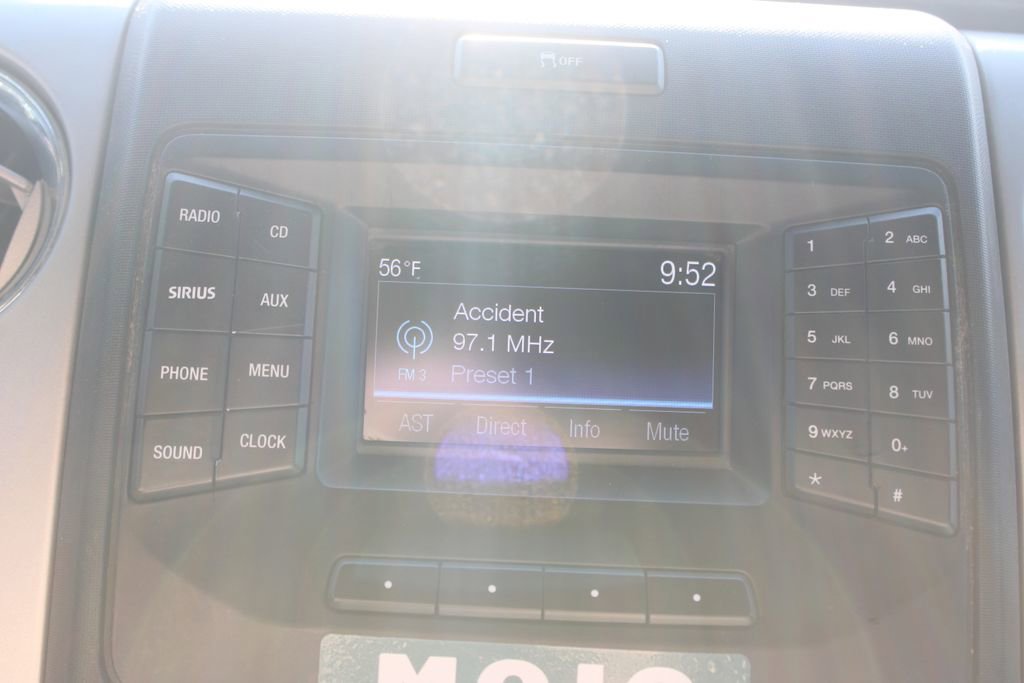 OFF
RADIO
CD
SIRIUS
AUX
PHONE
MENU
SOUND
CLOCK
56°F
9:52
Accident
97.1 MHz
FM 3
Preset 1
AST Direct Info Mute
1
2 ABC
3 DEF
4 GHI
5 JKL
6 MNO
7 PQRS
8 TUV
9 WXYZ
0+
*
#